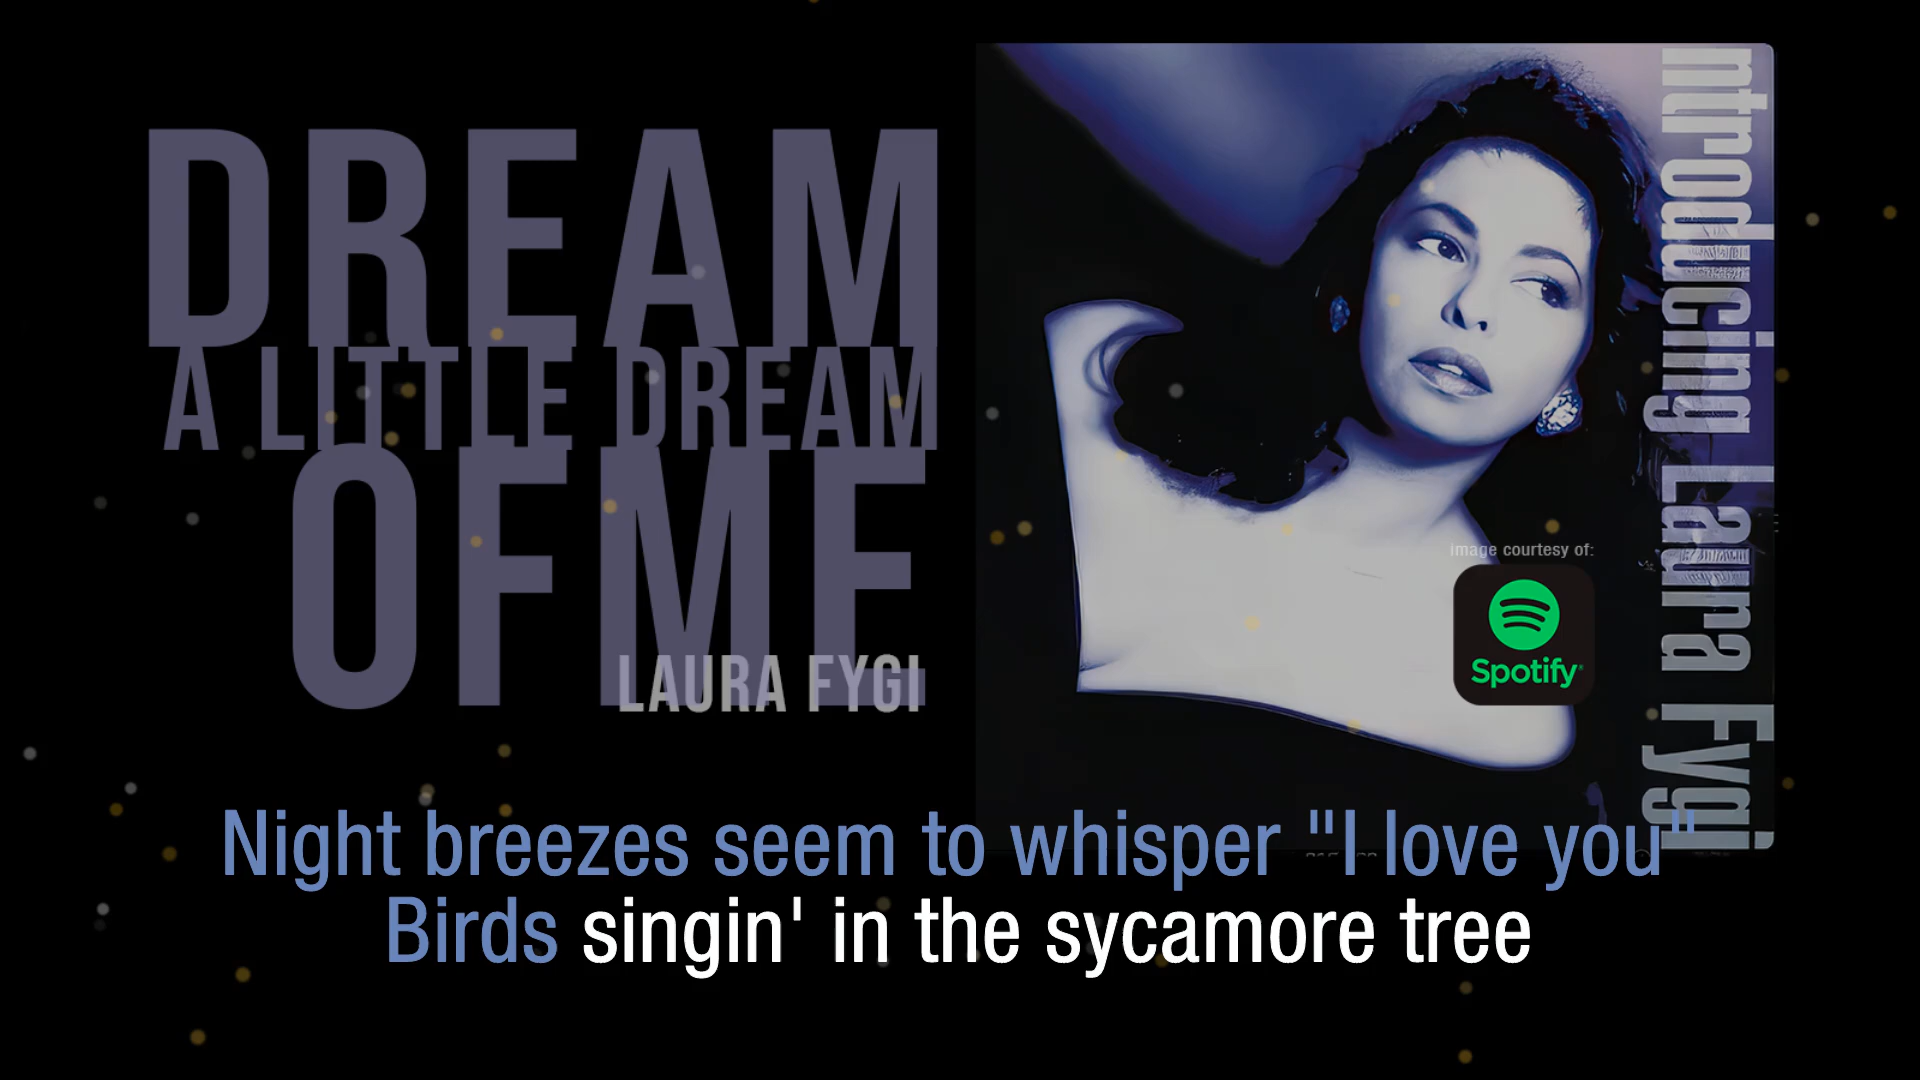 DREAM
A LITTLE DREAM
OF ME
LAURA FYGI
ntroducing Laura Fygi
image courtesy of:
Spotify
Night breezes seem to whisper "I love you"
Birds singin' in the sycamore tree